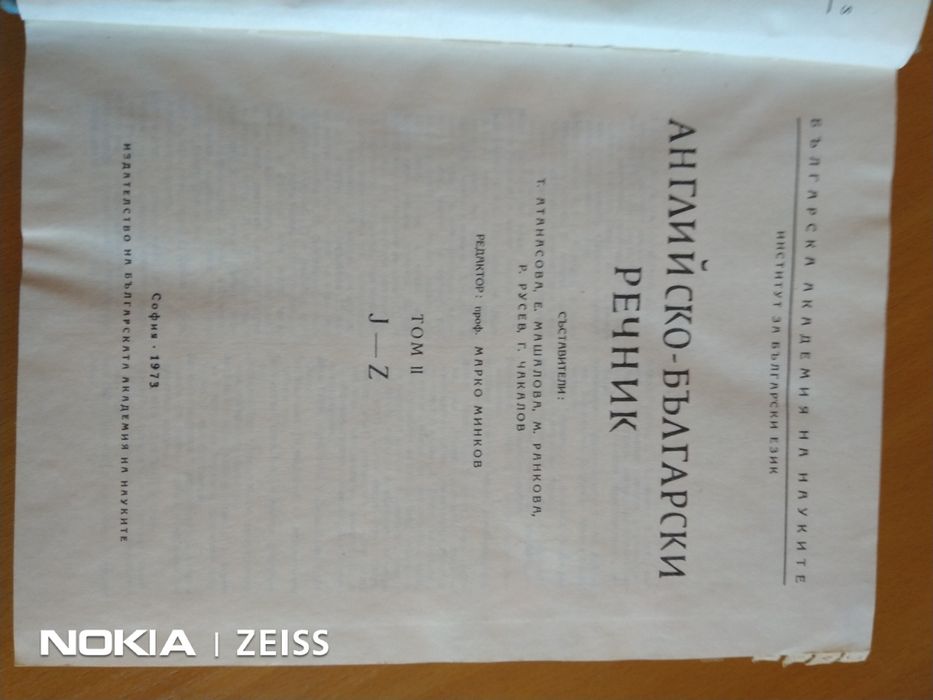 БЪЛГАРСКА АКАДЕМИЯ НА НАУКИТЕ
ИНСТИТУТ ЗА БЪЛГАРСКИ ЕЗИК
АНГЛИЙСКО-БЪЛГАРСКИ
РЕЧНИК
СЪСТАВИТЕЛИ:
Т. АТАНАСОВА, Е. МАШАЛОВА, М. РАНКОВА,
Р. РУСЕВ, Г. ЧАКАЛОВ
РЕДАКТОР: проф. МАРКО МИНКОВ
ТОМ II
J—Z
София · 1973
ИЗДАТЕЛСТВО НА БЪЛГАРСКАТА АКАДЕМИЯ НА НАУКИТЕ
NOKIA | ZEISS